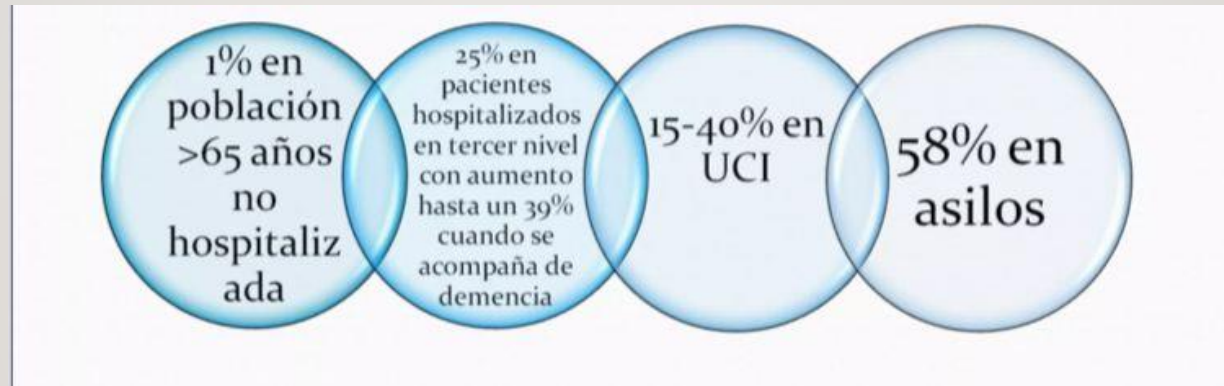 1% en
población
>65 años
no
hospitaliz
ada
25% en
pacientes
hospitalizados
en tercer nivel
con aumento
hasta un 39%
cuando se
acompaña de
demencia
15-40% en
UCI
58% en
asilos